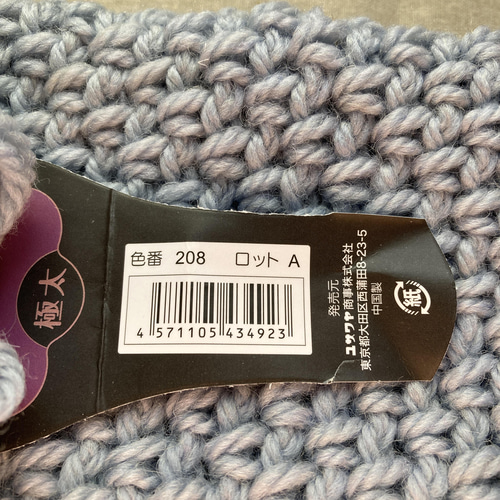 極太
色番 208 ロット A
4 571105 434923
発売元
ユザワヤ商事株式会社
東京都大田区西蒲田8-23-5
中国製
紙